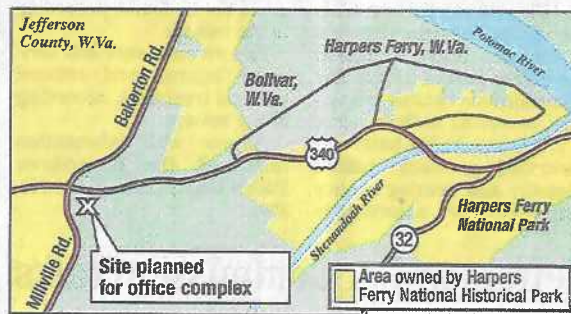 Jefferson
County, W.Va.
Bakerton Rd.
Harpers Ferry, W.Va.
Potomac River
Bolivar,
W.Va.
340
Shenandoah River
Harpers Ferry
National Park
32
Millville Rd.
X
Site planned
for office complex
Area owned by Harpers
Ferry National Historical Park